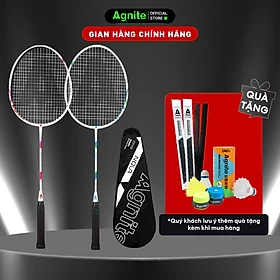 Agnite OFFICIAL STORE
GIAN HÀNG CHÍNH HÃNG
QUÀ TẶNG
Agnite
*Quý khách lưu ý thêm quà tặng
kèm khi mua hàng